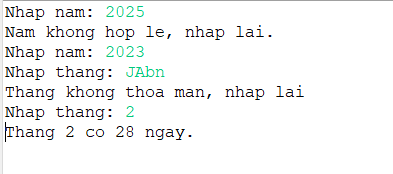 Nhap nam: 2025
Nam khong hop le, nhap lai.
Nhap nam: 2023
Nhap thang: JAbn
Thang khong thoa man, nhap lai
Nhap thang: 2
Thang 2 co 28 ngay.